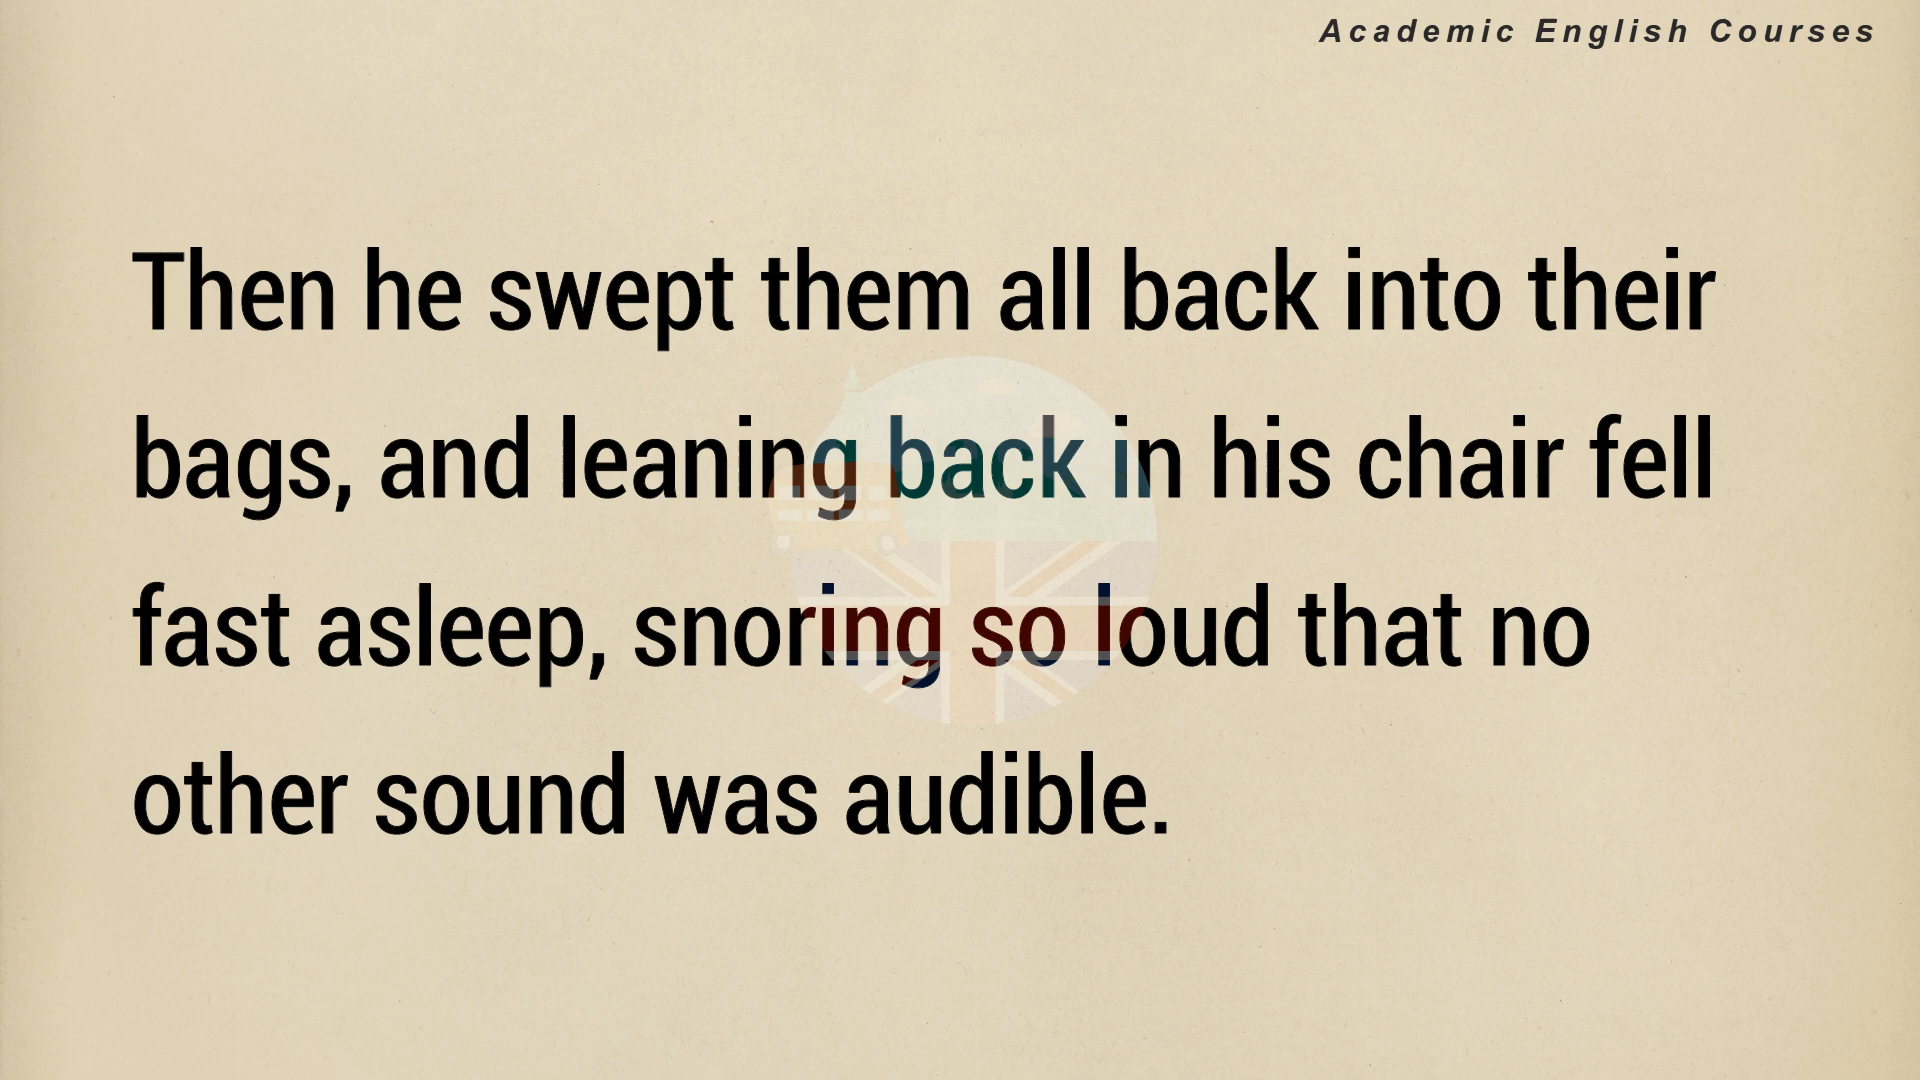 Academic English Courses
Then he swept them all back into their
bags, and leaning back in his chair fell
fast asleep, snoring so loud that no
other sound was audible.